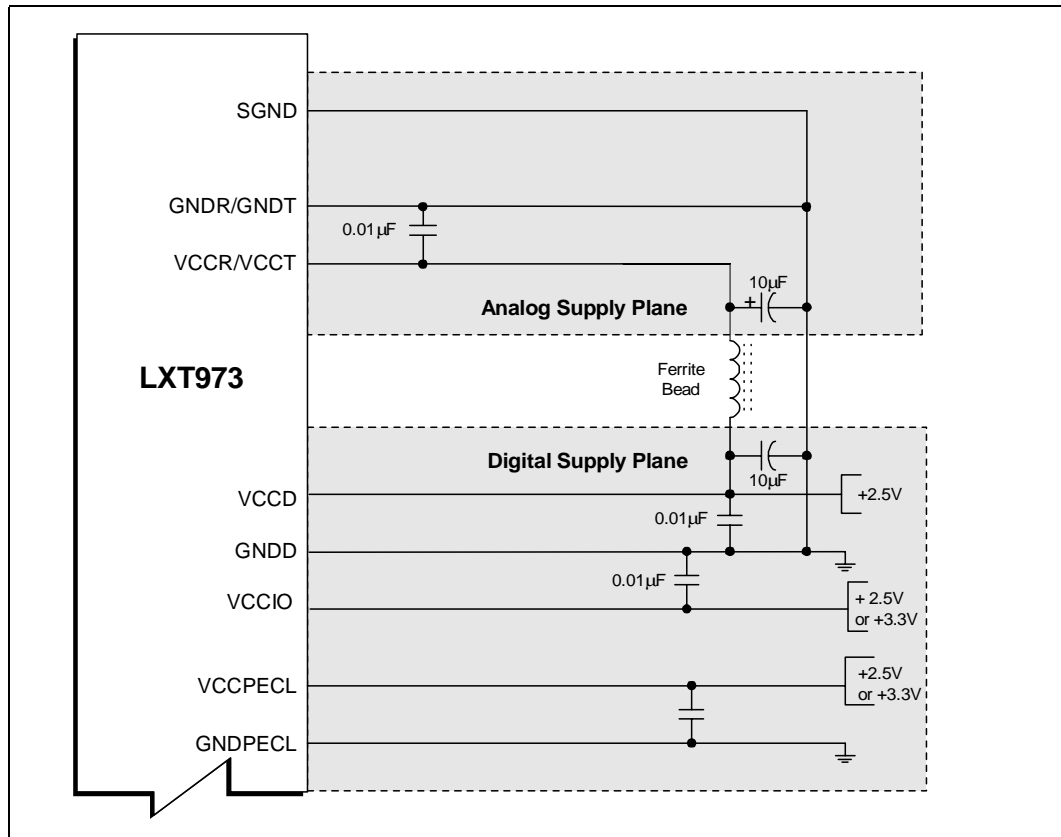 SGND
GNDR/GNDT
0.01µF
VCCR/VCCT
10µF
+
Analog Supply Plane
LXT973
Ferrite
Bead
Digital Supply Plane
10µF
VCCD
+2.5V
0.01µF
GNDD
0.01µF
VCCIO
+ 2.5V
or +3.3V
VCCPECL
+2.5V
or +3.3V
GNDPECL